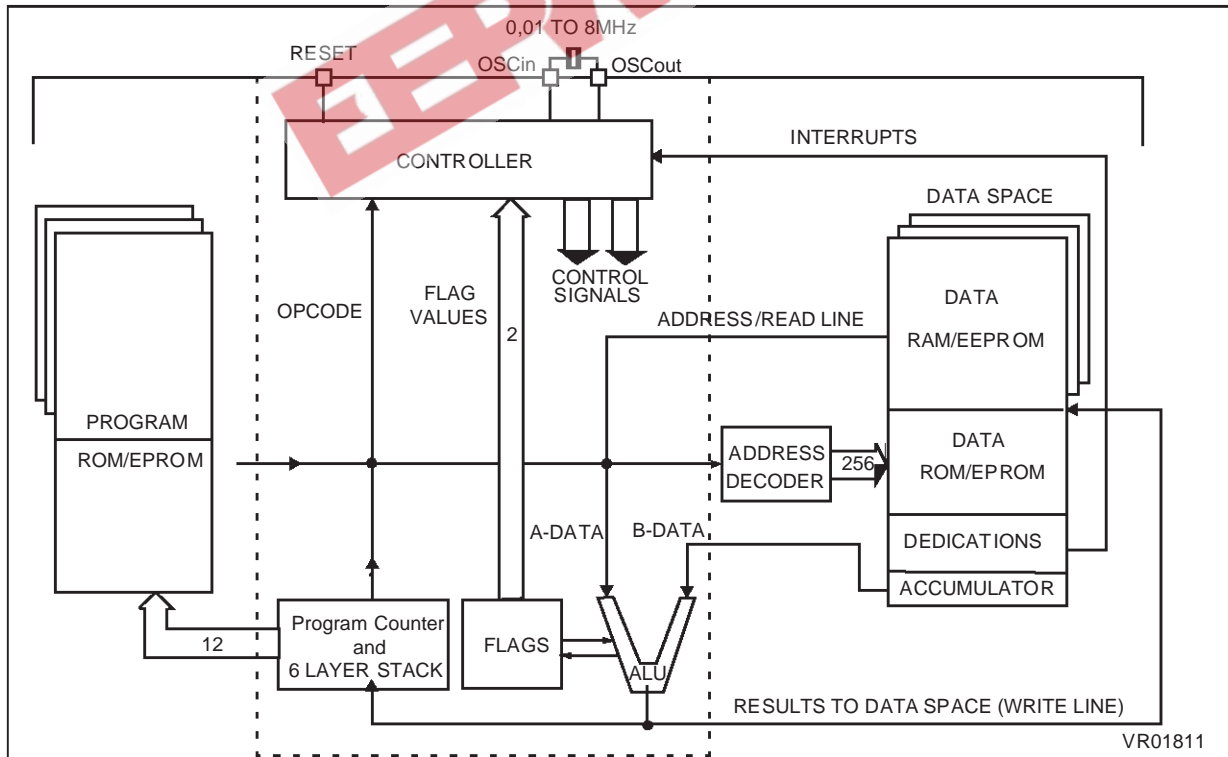 0,01 TO 8MHz
RESET
OSCin
OSCout
INTERRUPTS
CONTROLLER
DATA SPACE
OPCODE
FLAG
VALUES
2
CONTROL
SIGNALS
ADDRESS/READ LINE
DATA
RAM/EEPROM
PROGRAM
ROM/EPROM
ADDRESS
DECODER
256
DATA
ROM/EPROM
A-DATA
B-DATA
DEDICATIONS
ACCUMULATOR
12
Program Counter
and
6 LAYER STACK
FLAGS
ALU
RESULTS TO DATA SPACE (WRITE LINE)
VR01811